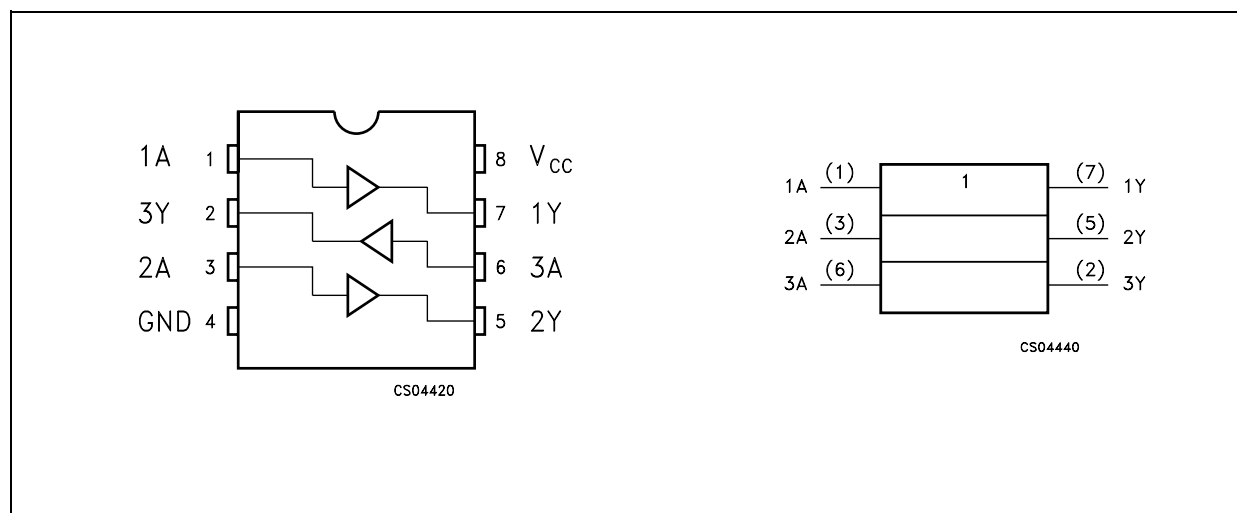 1A 1 8 VCC
3Y 2 7 1Y
2A 3 6 3A
GND 4 5 2Y
CS04420
1
1A (1) (7) 1Y
2A (3) (5) 2Y
3A (6) (2) 3Y
CS04440